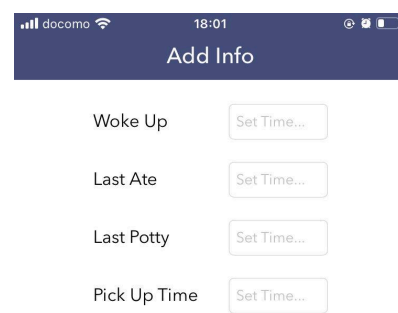 docomo 18:01
Add Info
Woke Up Set Time...
Last Ate Set Time...
Last Potty Set Time...
Pick Up Time Set Time...